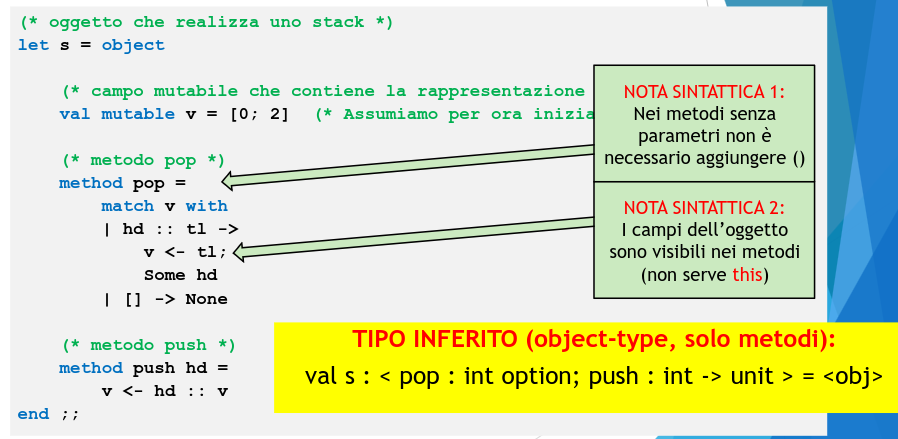 (* oggetto che realizza uno stack *)
let s = object
(* campo mutabile che contiene la rappresentazione
val mutable v = [0; 2]  (* Assumiamo per ora inizia
(* metodo pop *)
method pop =
match v with
| hd :: tl ->
v <- tl;
Some hd
| [] -> None
(* metodo push *)
method push hd =
v <- hd :: v
end ;;
NOTA SINTATTICA 1:
Nei metodi senza
parametri non è
necessario aggiungere ()
NOTA SINTATTICA 2:
I campi dell'oggetto
sono visibili nei metodi
(non serve this)
TIPO INFERITO (object-type, solo metodi):
val s : < pop : int option; push : int -> unit > = <obj>